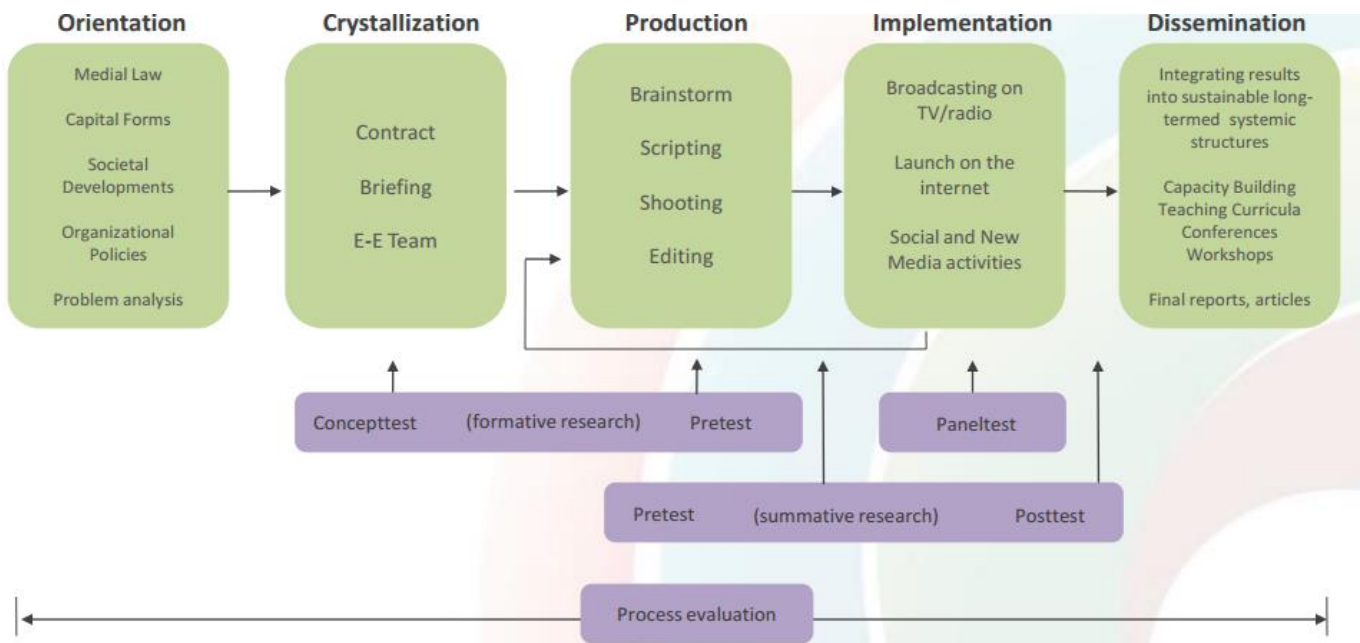 Orientation
Crystallization
Production
Implementation
Dissemination
Medial Law
Capital Forms
Societal
Developments
Organizational
Policies
Problem analysis
Contract
Briefing
E-E Team
Brainstorm
Scripting
Shooting
Editing
Broadcasting on
TV/radio
Launch on the
internet
Social and New
Media activities
Integrating results
into sustainable long-
termed systemic
structures
Capacity Building
Teaching Curricula
Conferences
Workshops
Final reports, articles
Concepttest (formative research) Pretest
Paneltest
Pretest (summative research) Posttest
Process evaluation